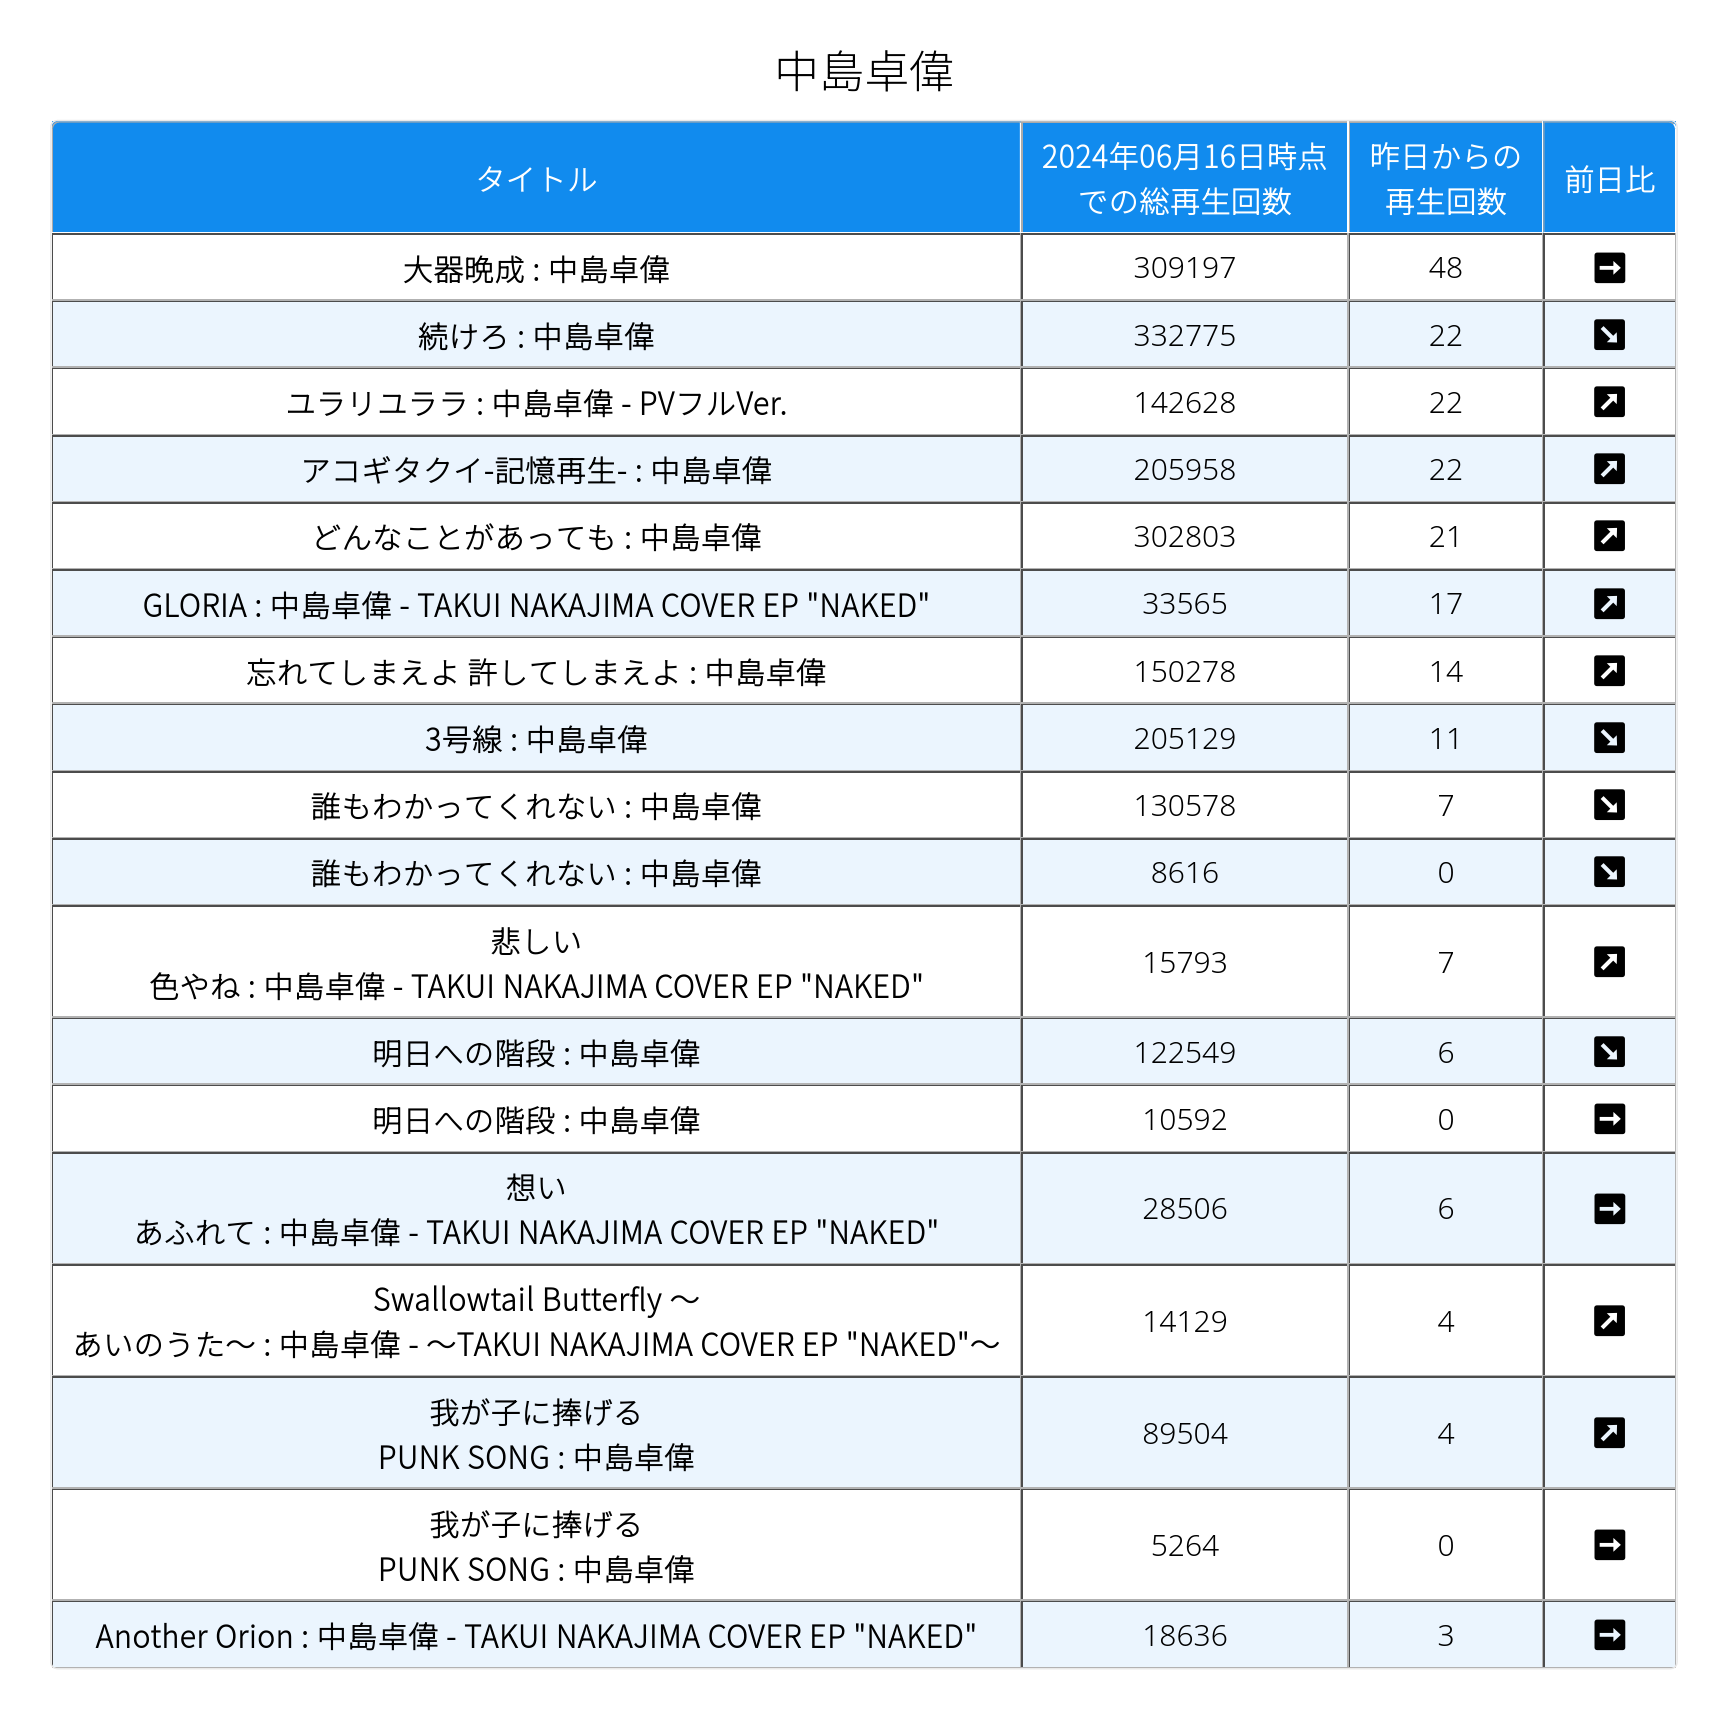 中島卓偉
タイトル
2024年06月16日時点
での総再生回数
昨日からの
再生回数
前日比
大器晩成 : 中島卓偉
309197
48
続けろ : 中島卓偉
332775
22
ユラリユララ : 中島卓偉 - PVフルVer.
142628
22
アコギタクイ-記憶再生- : 中島卓偉
205958
22
どんなことがあっても : 中島卓偉
302803
21
GLORIA : 中島卓偉 - TAKUI NAKAJIMA COVER EP "NAKED"
33565
17
忘れてしまえよ 許してしまえよ : 中島卓偉
150278
14
3号線 : 中島卓偉
205129
11
誰もわかってくれない : 中島卓偉
130578
7
誰もわかってくれない : 中島卓偉
8616
0
悲しい
色やね : 中島卓偉 - TAKUI NAKAJIMA COVER EP "NAKED"
15793
7
明日への階段 : 中島卓偉
122549
6
明日への階段 : 中島卓偉
10592
0
想い
あふれて : 中島卓偉 - TAKUI NAKAJIMA COVER EP "NAKED"
28506
6
Swallowtail Butterfly ～
あいのうた～ : 中島卓偉 - ～TAKUI NAKAJIMA COVER EP "NAKED"～
14129
4
我が子に捧げる
PUNK SONG : 中島卓偉
89504
4
我が子に捧げる
PUNK SONG : 中島卓偉
5264
0
Another Orion : 中島卓偉 - TAKUI NAKAJIMA COVER EP "NAKED"
18636
3